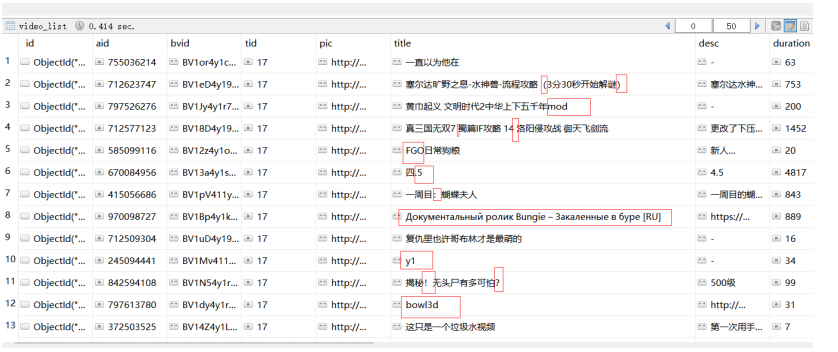 video_list 0.414 sec. 0 50
id aid bvid tid pic title desc duration
1 ObjectId("... 755036214 BV1or4y1c... 17 http://... 一直以为他在 - 63
2 ObjectId("... 712623747 BV1eD4y19... 17 http://... 塞尔达旷野之息-水神兽-流程攻略 (3分30秒开始解谜) 塞尔达水神... 753
3 ObjectId("... 797526276 BV1Jy4y1r7... 17 http://... 黄巾起义 文明时代2中华上下五千年mod - 200
4 ObjectId("... 712577123 BV18D4y19... 17 http://... 真三国无双7 蜀篇IF攻略 14 洛阳侵攻战 御天飞剑流 更改了下压... 1452
5 ObjectId("... 585099116 BV12z4y1o... 17 http://... FGO日常狗粮 新人... 20
6 ObjectId("... 670084956 BV13a4y1s... 17 http://... 四.5 4.5 4817
7 ObjectId("... 415056686 BV1pV411y... 17 http://... 一周目：蝴蝶夫人 一周目的蝴... 843
8 ObjectId("... 970098727 BV1Bp4y1k... 17 http://... Документальный ролик Bungie – Закаленные в буре [RU] https://... 889
9 ObjectId("... 712509304 BV1uD4y19... 17 http://... 复仇里也许哥布林才是最萌的 - 16
10 ObjectId("... 245094441 BV1Mv411... 17 http://... y1 - 34
11 ObjectId("... 842594108 BV1N54y1r... 17 http://... 揭秘！无头尸有多可怕? 500级 99
12 ObjectId("... 797613780 BV1dy4y1r... 17 http://... bowl3d http://... 31
13 ObjectId("... 372503525 BV14Z4y1L... 17 http://... 这只是一个垃圾水视频 第一次用手... 7